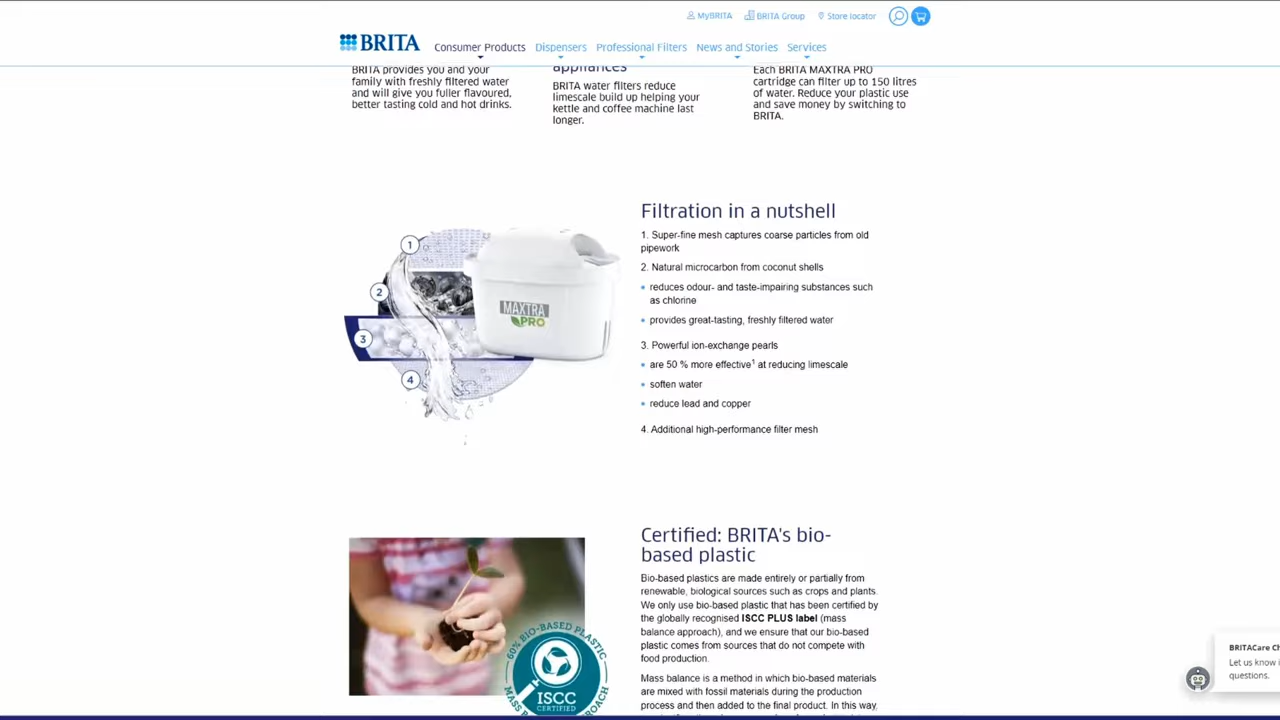 MyBRITA
BRITA Group
Store locator
BRITA
Consumer Products
Dispensers
Professional Filters
News and Stories
Services
BRITA provides you and your
family with freshly filtered water
and will give you fuller flavoured,
better tasting cold and hot drinks.
appliances
BRITA water filters reduce
limescale build up helping your
kettle and coffee machine last
longer.
Each BRITA MAXTRA PRO
cartridge can filter up to 150 litres
of water. Reduce your plastic use
and save money by switching to
BRITA.
1
2
3
4
MAXTRA
PRO
Filtration in a nutshell
1. Super-fine mesh captures coarse particles from old
pipework
2. Natural microcarbon from coconut shells
reduces odour- and taste-impairing substances such
as chlorine
provides great-tasting, freshly filtered water
3. Powerful ion-exchange pearls
are 50 % more effective¹ at reducing limescale
soften water
reduce lead and copper
4. Additional high-performance filter mesh
60% BIO-BASED PLASTIC
ISCC
CERTIFIED
Certified: BRITA's bio-
based plastic
Bio-based plastics are made entirely or partially from
renewable, biological sources such as crops and plants.
We only use bio-based plastic that has been certified by
the globally recognised ISCC PLUS label (mass
balance approach), and we ensure that our bio-based
plastic comes from sources that do not compete with
food production.
Mass balance is a method in which bio-based materials
are mixed with fossil materials during the production
process and then added to the final product. In this way,
BRITACare Ch
Let us know i
questions.